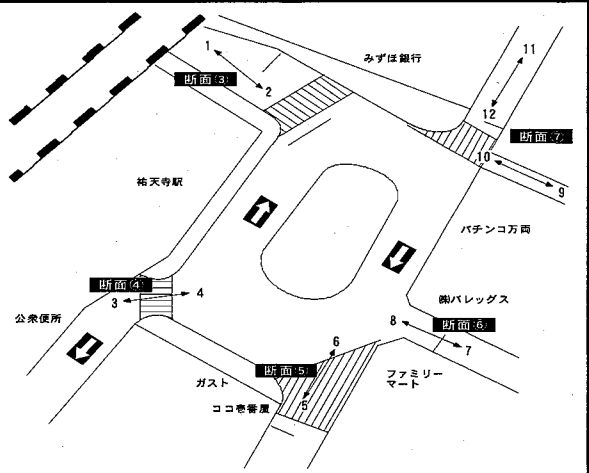 1
2
断面(3)
みずほ銀行
11
12
断面⑦
10
9
祐天寺駅
パチンコ万両
断面(4)
3
4
公衆便所
㈱バレッグス
8
断面(6)
7
6
断面(5)
5
ガスト
ココ壱番屋
ファミリー
マート